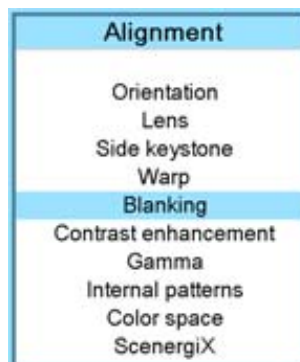 Alignment
Orientation
Lens
Side keystone
Warp
Blanking
Contrast enhancement
Gamma
Internal patterns
Color space
ScenergiX